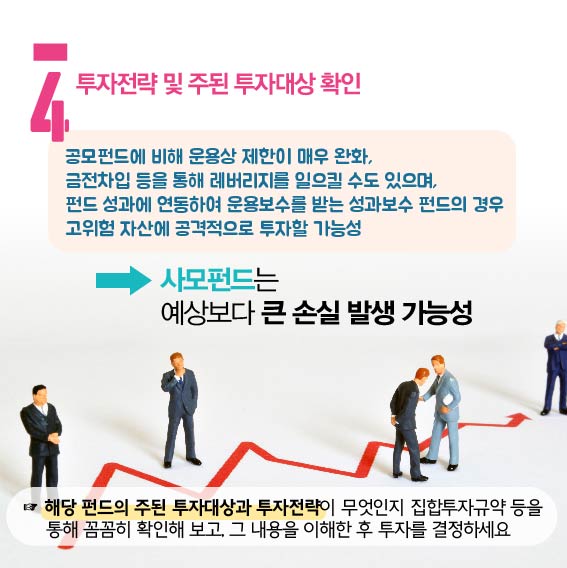 4
투자전략 및 주된 투자대상 확인
공모펀드에 비해 운용상 제한이 매우 완화,
금전차입 등을 통해 레버리지를 일으킬 수도 있으며,
펀드 성과에 연동하여 운용보수를 받는 성과보수 펀드의 경우
고위험 자산에 공격적으로 투자할 가능성
사모펀드는
예상보다 큰 손실 발생 가능성
☞ 해당 펀드의 주된 투자대상과 투자전략이 무엇인지 집합투자규약 등을
통해 꼼꼼히 확인해 보고, 그 내용을 이해한 후 투자를 결정하세요